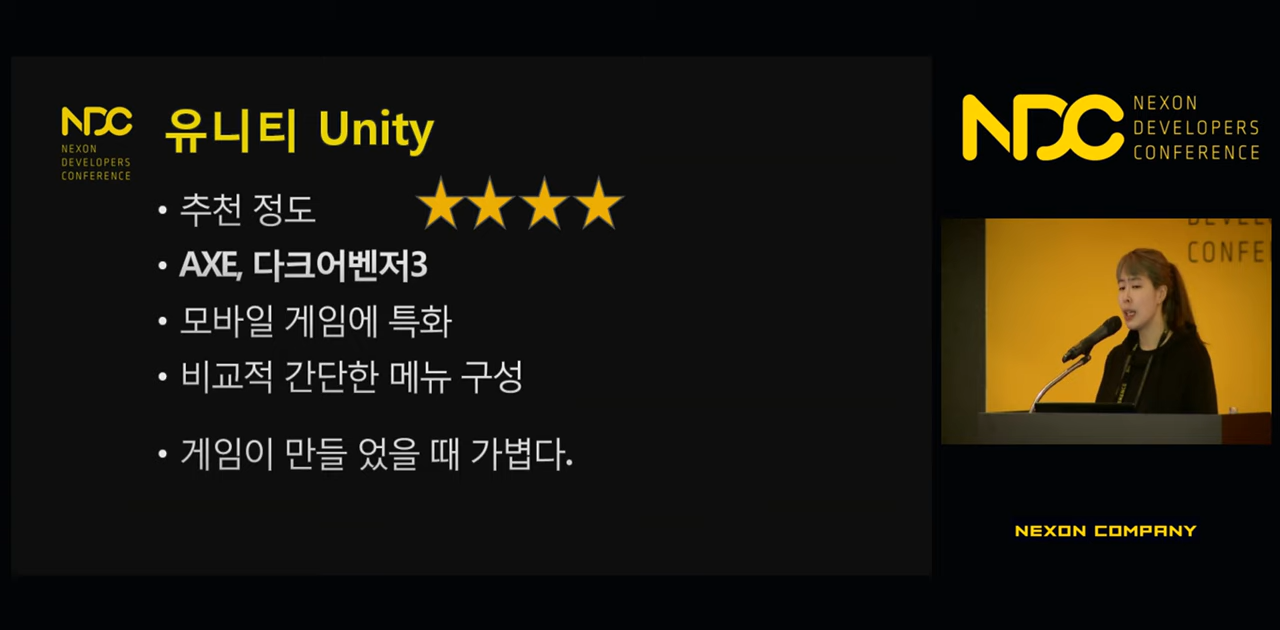 NDC
NEXON
DEVELOPERS
CONFERENCE
유니티 Unity
• 추천 정도 ★★★★
• AXE, 다크어벤저3
• 모바일 게임에 특화
• 비교적 간단한 메뉴 구성
• 게임이 만들 었을 때 가볍다.
NDC
NEXON
DEVELOPERS
CONFERENCE
CONFE
NEXON COMPANY